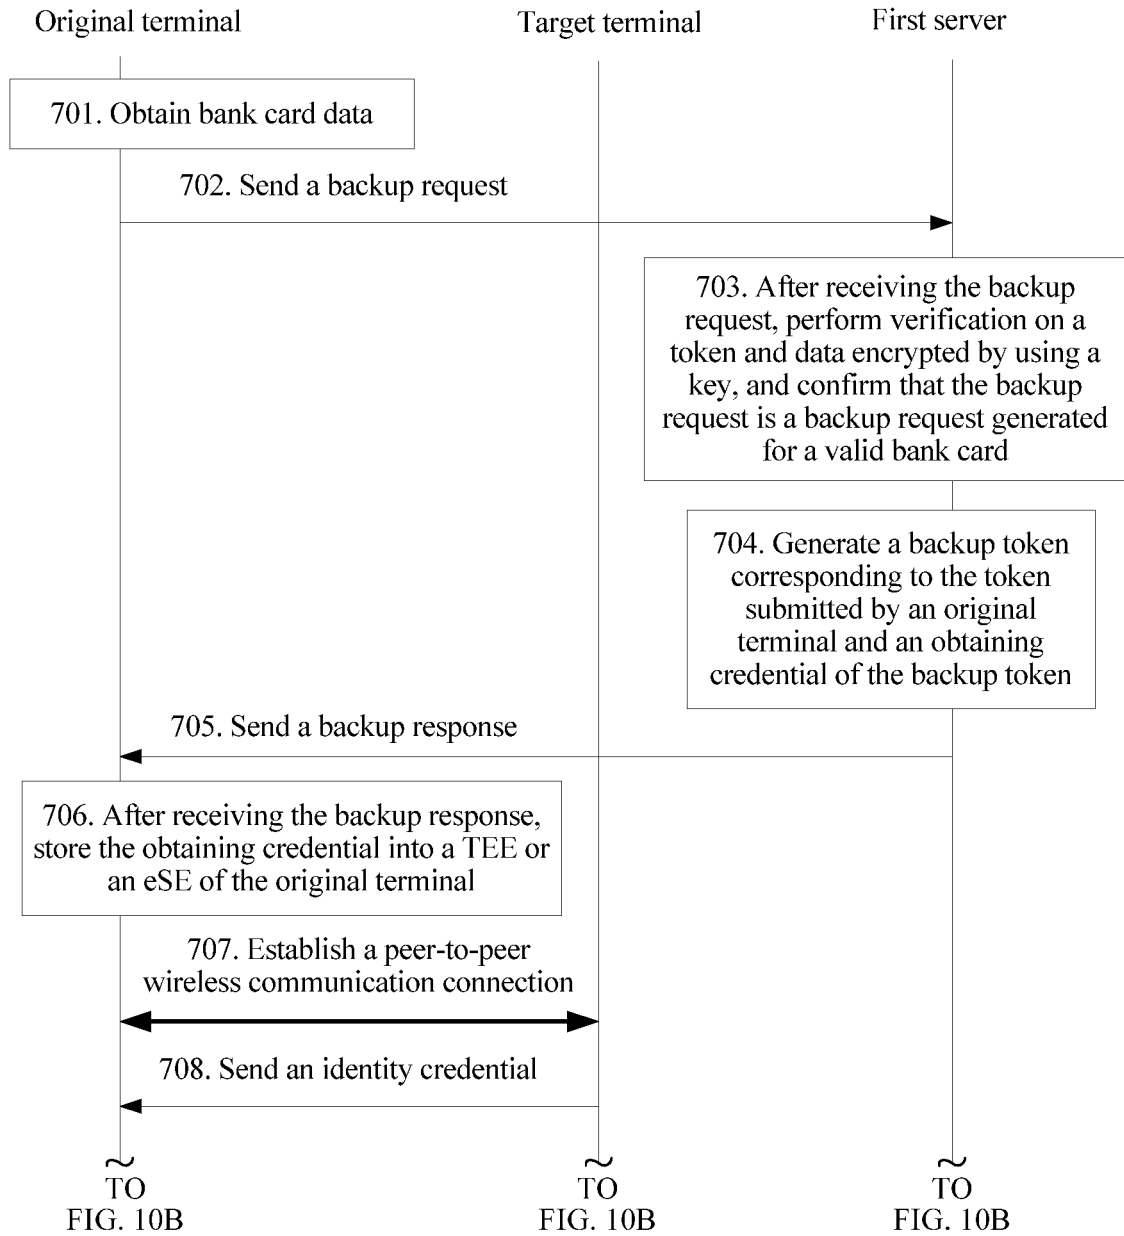 Original terminal
Target terminal
First server
701. Obtain bank card data
702. Send a backup request
703. After receiving the backup
request, perform verification on a
token and data encrypted by using a
key, and confirm that the backup
request is a backup request generated
for a valid bank card
704. Generate a backup token
corresponding to the token
submitted by an original
terminal and an obtaining
credential of the backup token
705. Send a backup response
706. After receiving the backup response,
store the obtaining credential into a TEE or
an eSE of the original terminal
707. Establish a peer-to-peer
wireless communication connection
708. Send an identity credential
TO
FIG. 10B
TO
FIG. 10B
TO
FIG. 10B